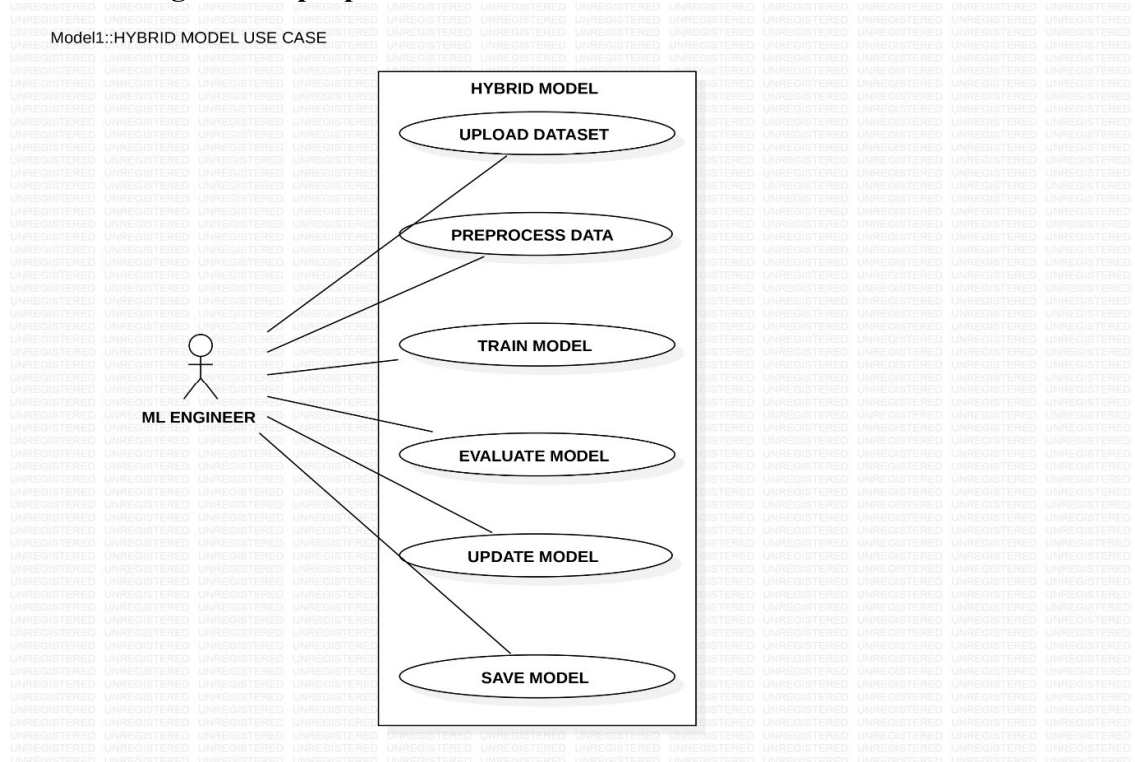 Model1::HYBRID MODEL USE CASE
HYBRID MODEL
UPLOAD DATASET
PREPROCESS DATA
TRAIN MODEL
ML ENGINEER
EVALUATE MODEL
UPDATE MODEL
SAVE MODEL